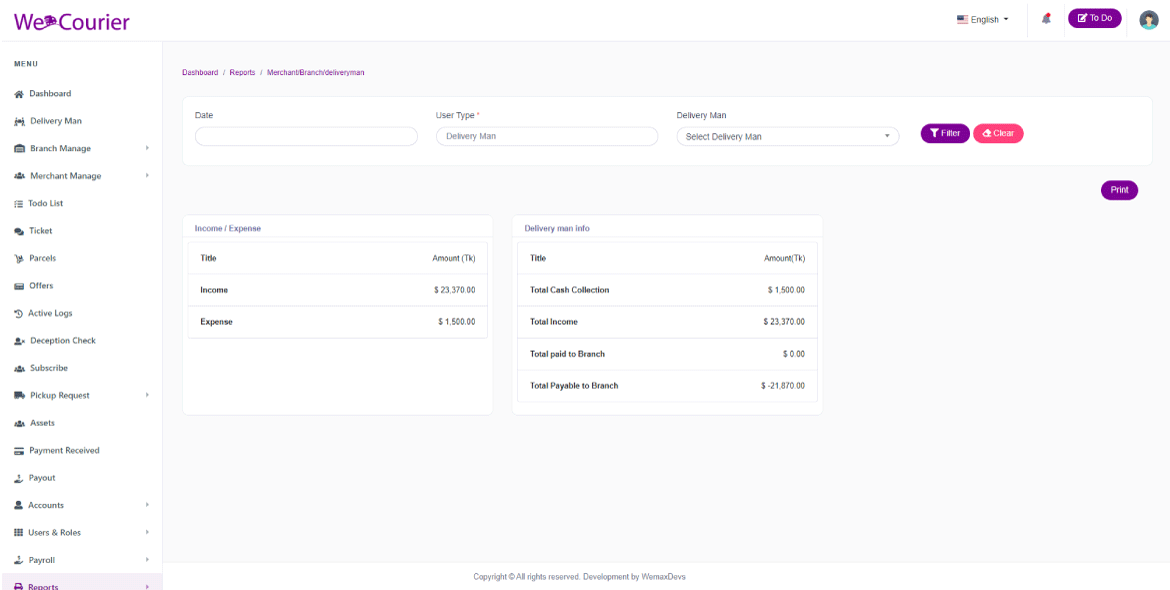 We Courier
English
To Do
MENU
Dashboard
Delivery Man
Branch Manage
Merchant Manage
Todo List
Ticket
Parcels
Offers
Active Logs
Deception Check
Subscribe
Pickup Request
Assets
Payment Received
Payout
Accounts
Users & Roles
Payroll
Reports
Dashboard / Reports / Merchant/Branch/deliveryman
Date
User Type *
Delivery Man
Delivery Man
Select Delivery Man
Filter
Clear
Print
Income / Expense
Title Amount (Tk)
Income $ 23,370.00
Expense $ 1,500.00
Delivery man info
Title Amount(Tk)
Total Cash Collection $ 1,500.00
Total Income $ 23,370.00
Total paid to Branch $ 0.00
Total Payable to Branch $ -21,870.00
Copyright © All rights reserved. Development by WemaxDevs